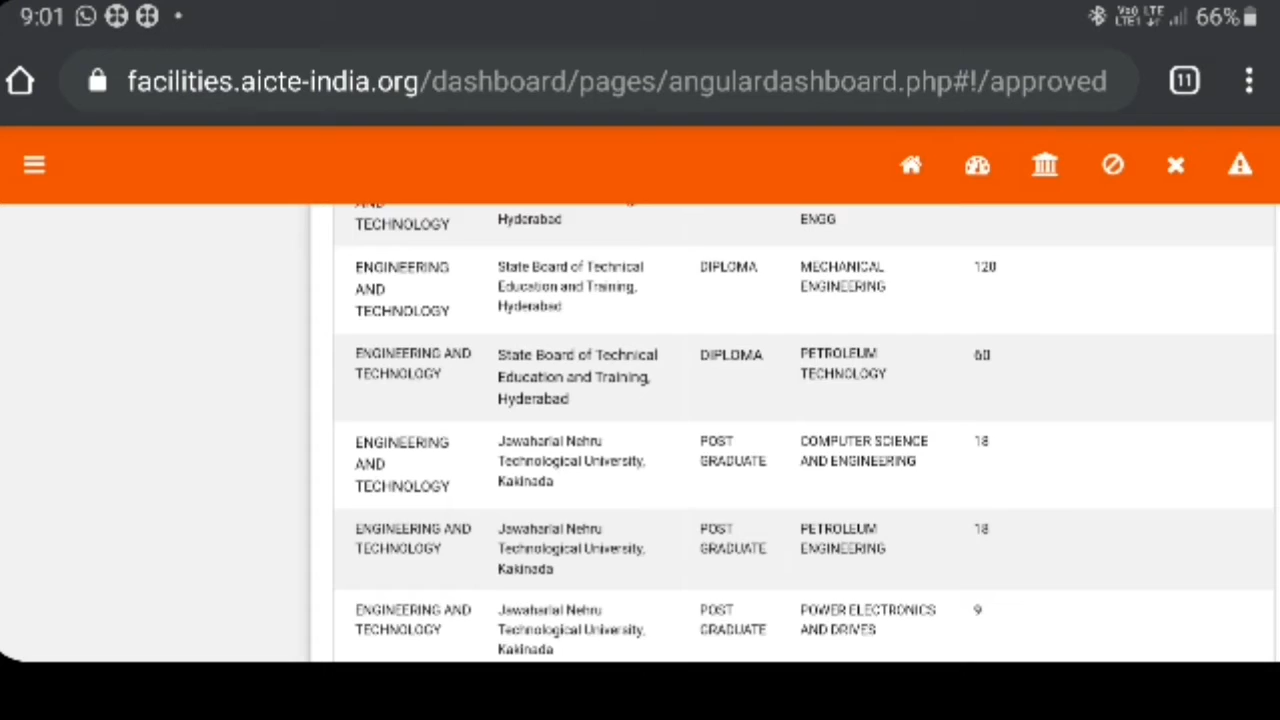 9:01
Vo) LTE
LTE1
66%
facilities.aicte-india.org/dashboard/pages/angulardashboard.php#!/approved
11
AND
TECHNOLOGY
Hyderabad
ENGG
ENGINEERING
AND
TECHNOLOGY
State Board of Technical
Education and Training,
Hyderabad
DIPLOMA
MECHANICAL
ENGINEERING
120
ENGINEERING AND
TECHNOLOGY
State Board of Technical
Education and Training,
Hyderabad
DIPLOMA
PETROLEUM
TECHNOLOGY
60
ENGINEERING
AND
TECHNOLOGY
Jawaharlal Nehru
Technological University,
Kakinada
POST
GRADUATE
COMPUTER SCIENCE
AND ENGINEERING
18
ENGINEERING AND
TECHNOLOGY
Jawaharlal Nehru
Technological University,
Kakinada
POST
GRADUATE
PETROLEUM
ENGINEERING
18
ENGINEERING AND
TECHNOLOGY
Jawaharlal Nehru
Technological University,
Kakinada
POST
GRADUATE
POWER ELECTRONICS
AND DRIVES
9